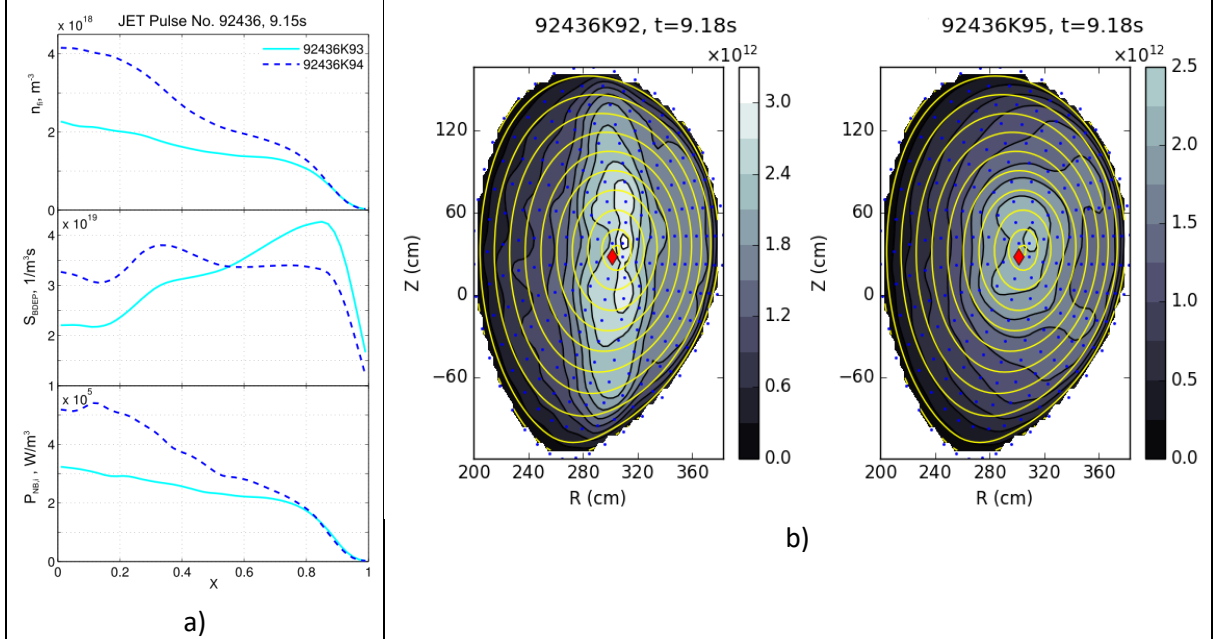 JET Pulse No. 92436, 9.15s
x 10^18
92436K93
92436K94
4
2
0
n_fi, m^-3
x 10^19
5
4
3
2
1
S_BDEP, 1/m^3s
x 10^5
4
2
0
P_NB,i, W/m^3
0 0.2 0.4 0.6 0.8 1
X
a)
92436K92, t=9.18s
×10^12
3.0
2.4
1.8
1.2
0.6
0.0
120
60
0
−60
Z (cm)
200 240 280 320 360
R (cm)
92436K95, t=9.18s
×10^12
2.5
2.0
1.5
1.0
0.5
0.0
120
60
0
−60
Z (cm)
200 240 280 320 360
R (cm)
b)